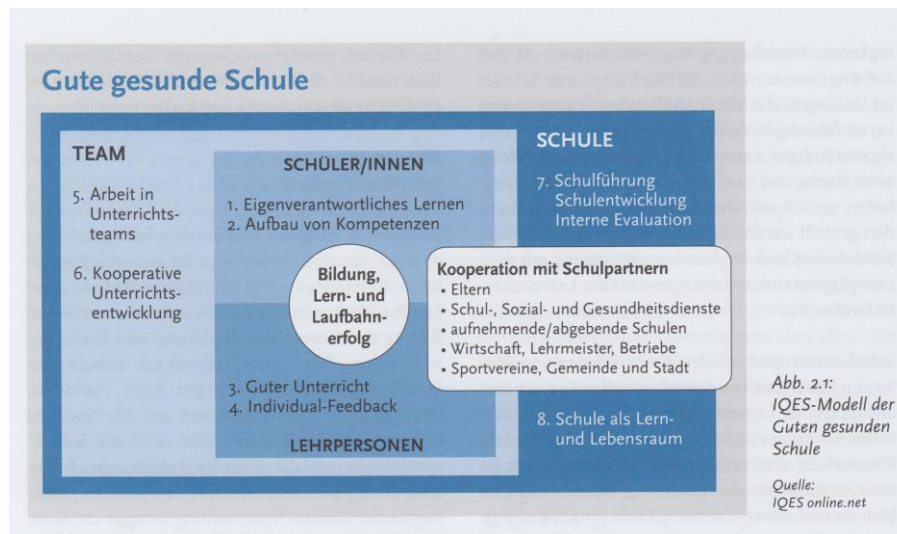 Gute gesunde Schule
TEAM
5. Arbeit in
Unterrichts-
teams
6. Kooperative
Unterrichts-
entwicklung
SCHÜLER/INNEN
1. Eigenverantwortliches Lernen
2. Aufbau von Kompetenzen
Bildung,
Lern- und
Laufbahn-
erfolg
3. Guter Unterricht
4. Individual-Feedback
LEHRPERSONEN
SCHULE
7. Schulführung
Schulentwicklung
Interne Evaluation
Kooperation mit Schulpartnern
• Eltern
• Schul-, Sozial- und Gesundheitsdienste
• aufnehmende/abgebende Schulen
• Wirtschaft, Lehrmeister, Betriebe
• Sportvereine, Gemeinde und Stadt
8. Schule als Lern-
und Lebensraum
Abb. 2.1:
IQES-Modell der
Guten gesunden
Schule
Quelle:
IQES online.net